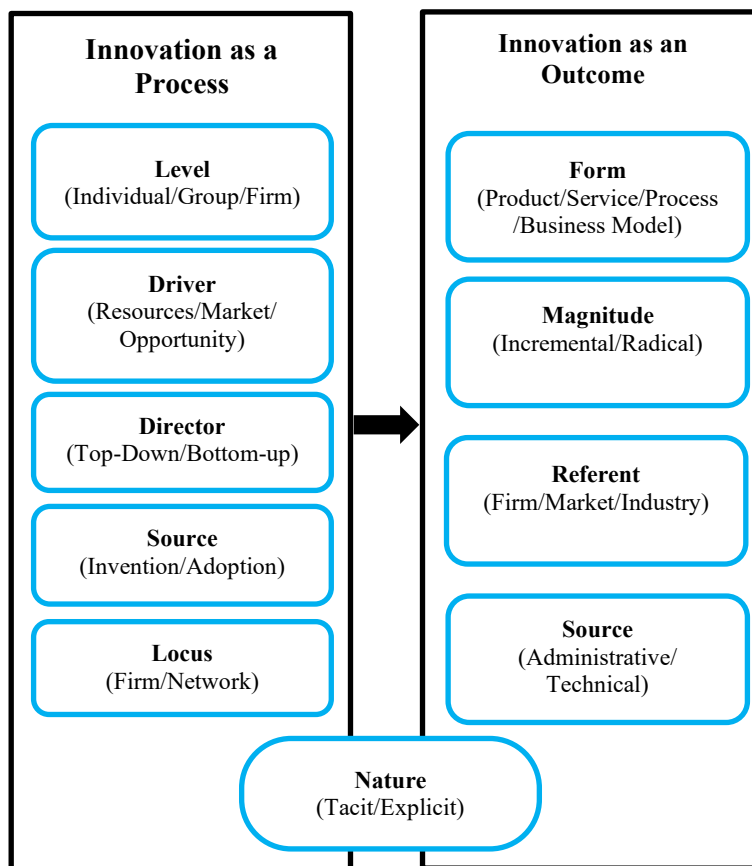 Innovation as a
Process
Level
(Individual/Group/Firm)
Driver
(Resources/Market/
Opportunity)
Director
(Top-Down/Bottom-up)
Source
(Invention/Adoption)
Locus
(Firm/Network)
Innovation as an
Outcome
Form
(Product/Service/Process
/Business Model)
Magnitude
(Incremental/Radical)
Referent
(Firm/Market/Industry)
Source
(Administrative/
Technical)
Nature
(Tacit/Explicit)